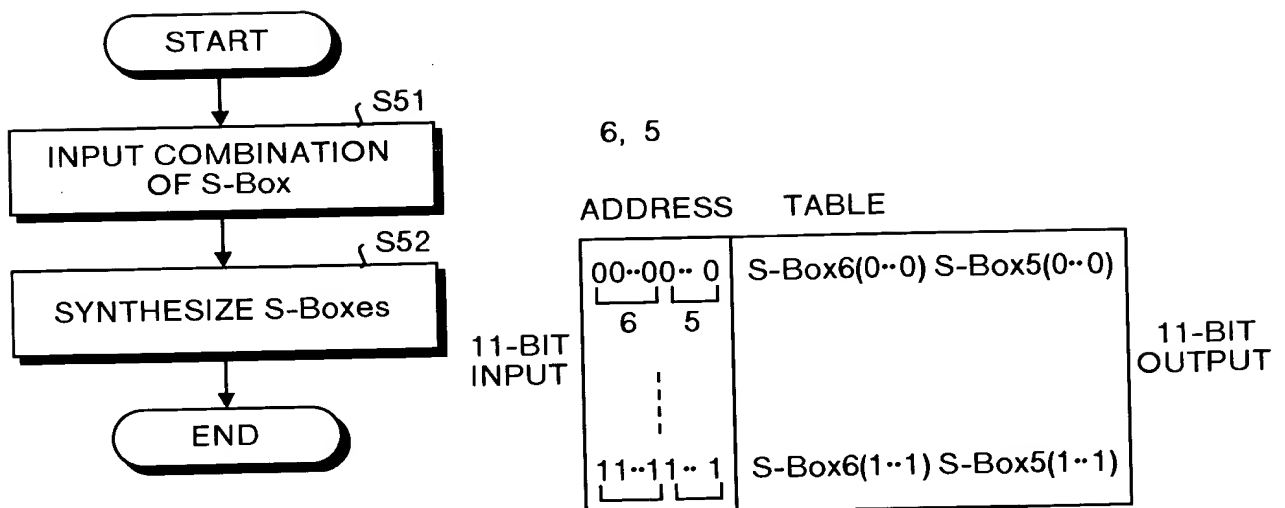 START
S51
INPUT COMBINATION
OF S-Box
S52
SYNTHESIZE S-Boxes
END
6, 5
ADDRESS TABLE
00··00·· 0 S-Box6(0··0) S-Box5(0··0)
6 5
11-BIT
INPUT
11-BIT
OUTPUT
11··11·· 1 S-Box6(1··1) S-Box5(1··1)